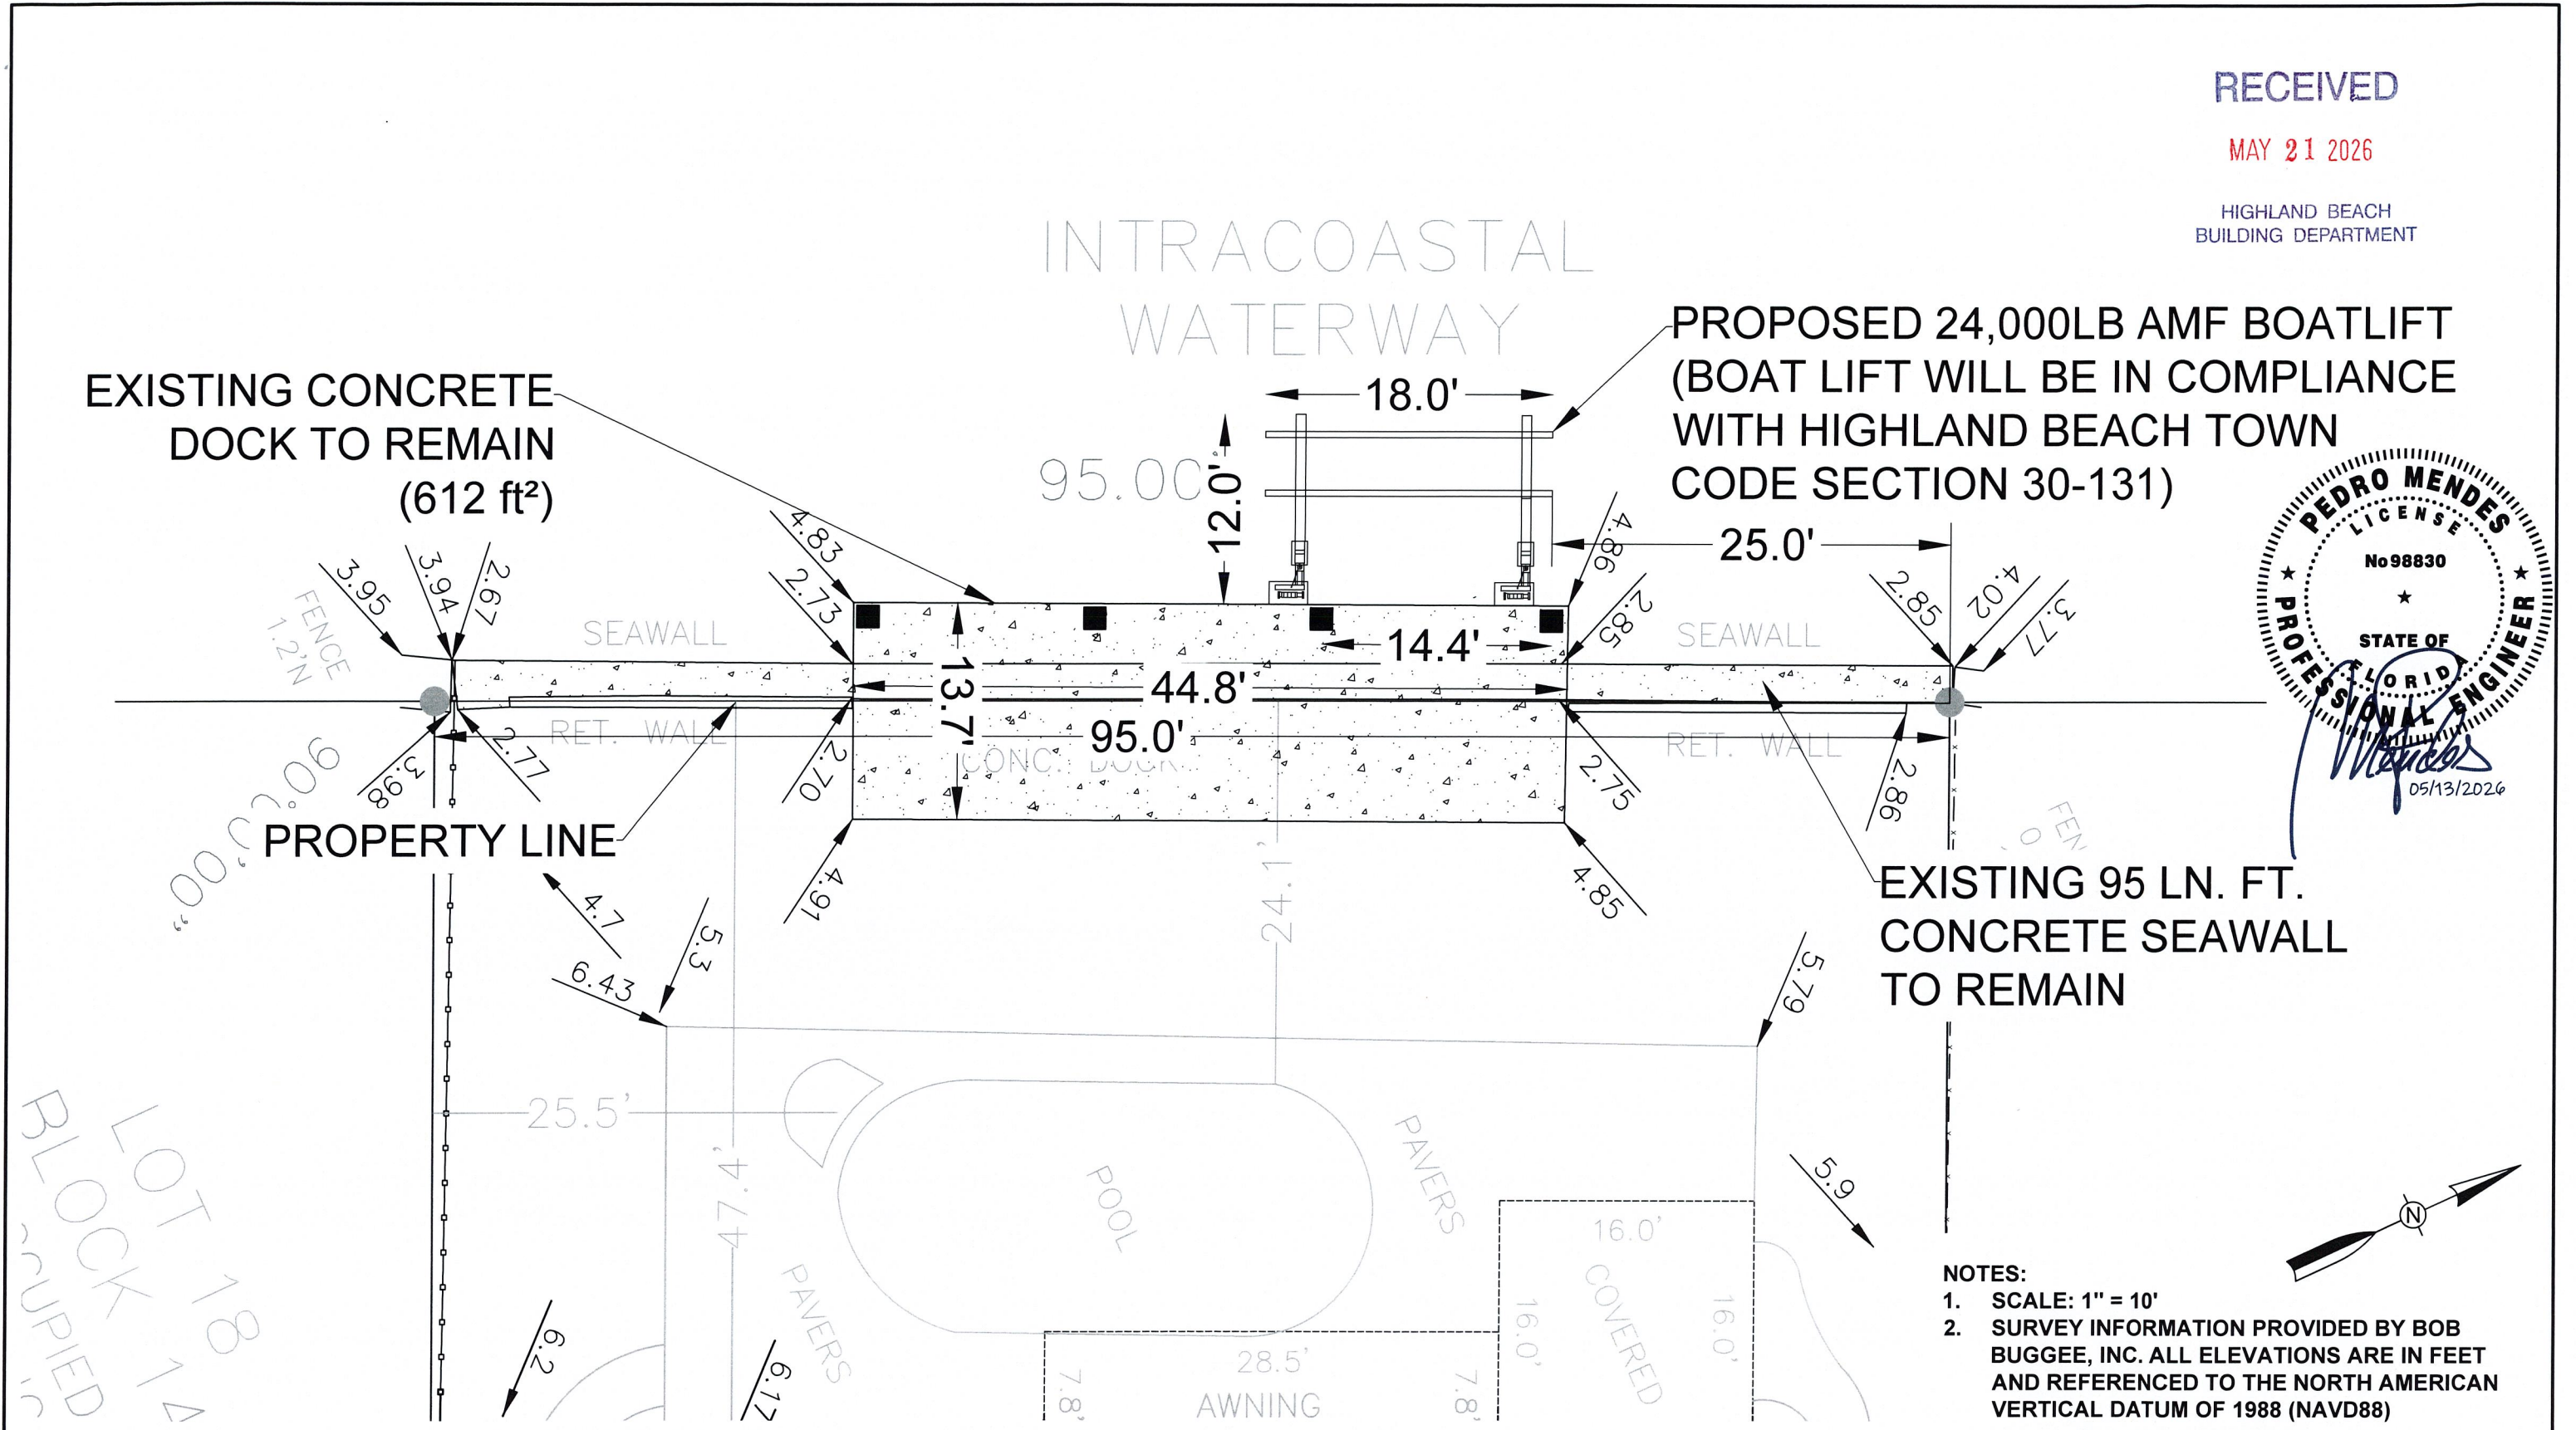 RECEIVED
MAY 21 2026
HIGHLAND BEACH
BUILDING DEPARTMENT
INTRACOASTAL
WATERWAY
PROPOSED 24,000LB AMF BOATLIFT
(BOAT LIFT WILL BE IN COMPLIANCE
WITH HIGHLAND BEACH TOWN
CODE SECTION 30-131)
EXISTING CONCRETE
DOCK TO REMAIN
(612 ft²)
18.0'
95.00
12.0'
25.0'
PEDRO MENDES
LICENSE
No 98830
STATE OF
FLORIDA
PROFESSIONAL ENGINEER
Mendes
05/13/2026
3.95
3.94
2.67
4.83
2.73
4.86
2.85
2.85
4.02
3.77
FENCE
1.2'N
SEAWALL
SEAWALL
14.4'
13.7'
44.8'
95.0'
RET. WALL
RET. WALL
CONC. DOCK
3.98
2.77
2.70
2.75
2.86
90°00'00"
PROPERTY LINE
4.7
5.3
6.43
4.91
24.1'
4.85
EXISTING 95 LN. FT.
CONCRETE SEAWALL
TO REMAIN
5.79
25.5'
47.4'
POOL
PAVERS
PAVERS
5.9
LOT 18
BLOCK 14
16.0'
16.0'
16.0'
COVERED
28.5'
AWNING
7.8'
7.8'
6.2
6.17
N
NOTES:
1. SCALE: 1" = 10'
2. SURVEY INFORMATION PROVIDED BY BOB
BUGGEE, INC. ALL ELEVATIONS ARE IN FEET
AND REFERENCED TO THE NORTH AMERICAN
VERTICAL DATUM OF 1988 (NAVD88)